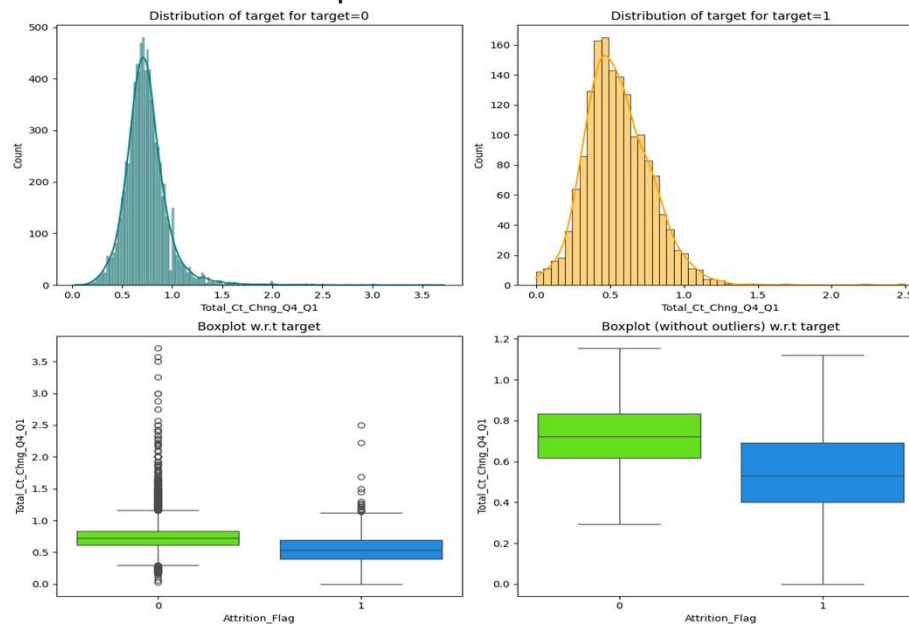 Distribution of target for target=0
Distribution of target for target=1
500
400
300
200
100
0
Count
0.0 0.5 1.0 1.5 2.0 2.5 3.0 3.5
Total_Ct_Chng_Q4_Q1
160
140
120
100
80
60
40
20
0
Count
0.0 0.5 1.0 1.5 2.0 2.5
Total_Ct_Chng_Q4_Q1
Boxplot w.r.t target
3.5
3.0
2.5
2.0
1.5
1.0
0.5
0.0
Total_Ct_Chng_Q4_Q1
0 1
Attrition_Flag
Boxplot (without outliers) w.r.t target
1.2
1.0
0.8
0.6
0.4
0.2
0.0
Total_Ct_Chng_Q4_Q1
0 1
Attrition_Flag